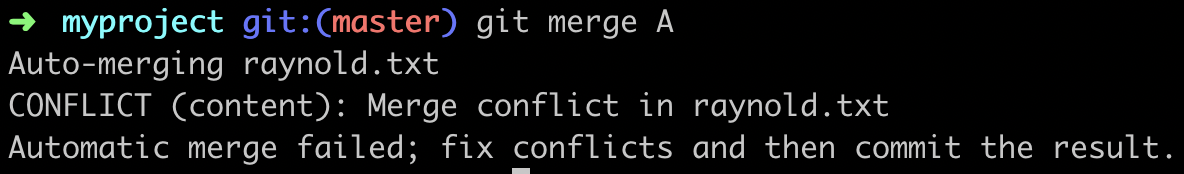 ➜ myproject git:(master) git merge A
Auto-merging raynold.txt
CONFLICT (content): Merge conflict in raynold.txt
Automatic merge failed; fix conflicts and then commit the result.